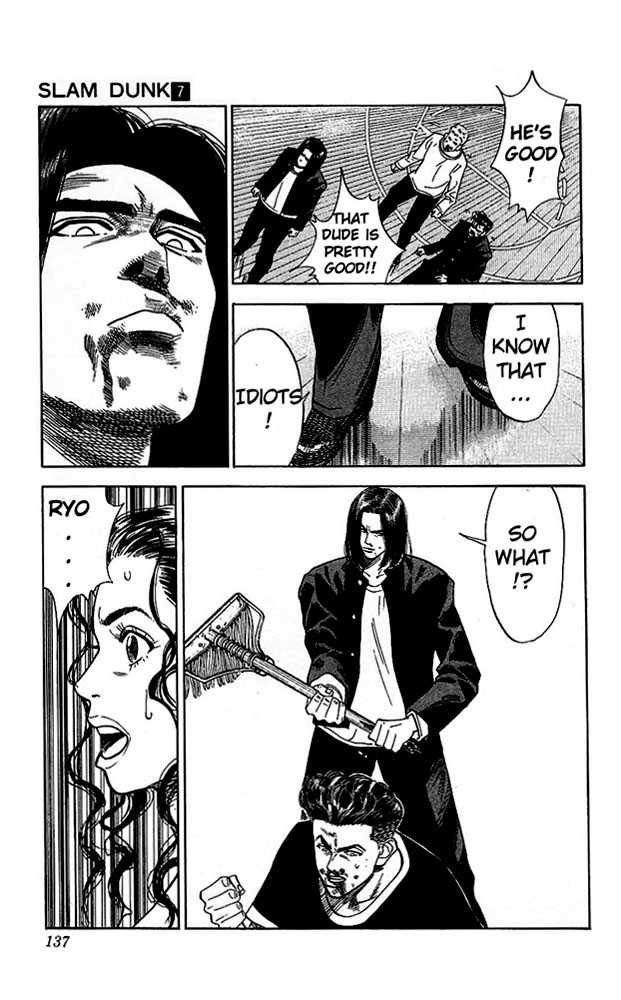 SLAM DUNK 7
HE'S
GOOD
!
THAT
DUDE IS
PRETTY
GOOD!!
I
KNOW
THAT
...
IDIOTS
!
SO
WHAT
!?
RYO
...
137